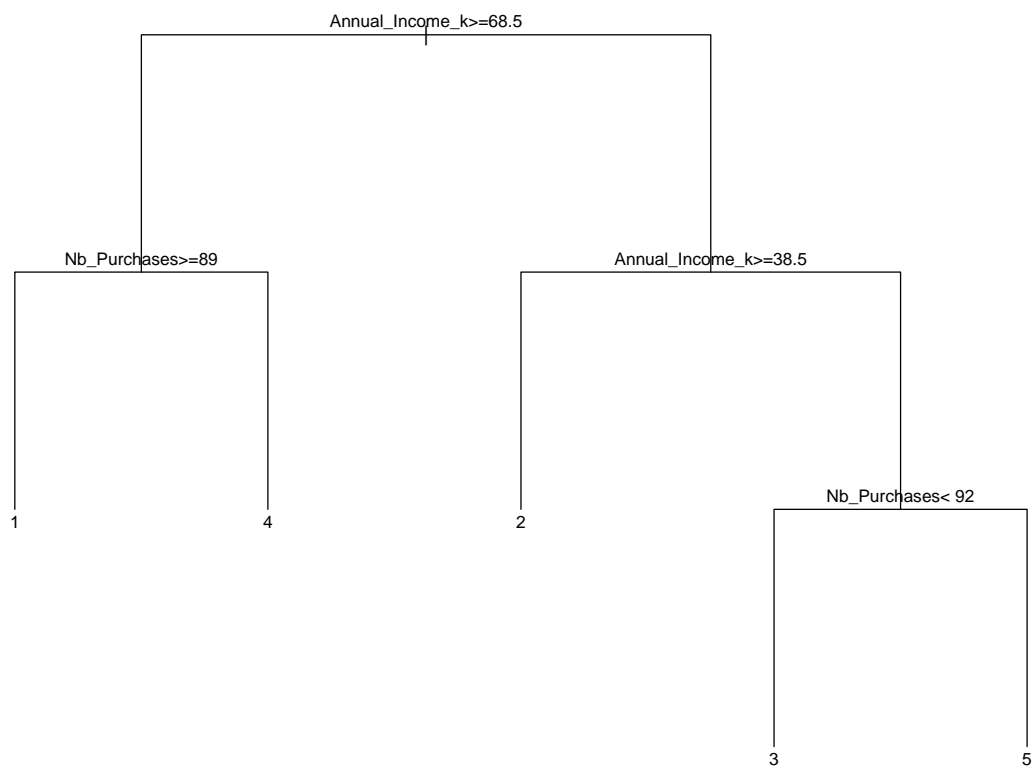 Annual_Income_k>=68.5
Nb_Purchases>=89
Annual_Income_k>=38.5
Nb_Purchases< 92
1
4
2
3
5